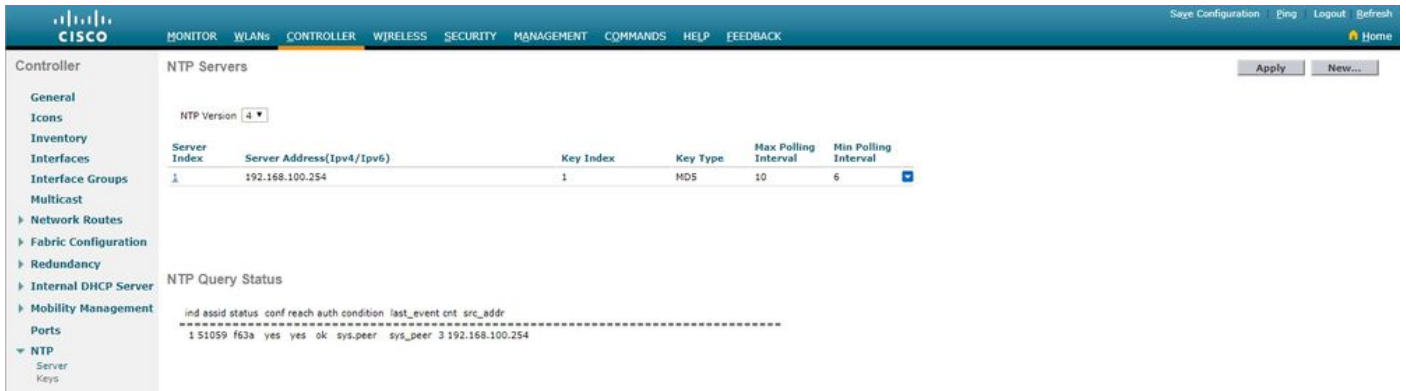 Save Configuration Ping Logout Refresh
CISCO MONITOR WLANs CONTROLLER WIRELESS SECURITY MANAGEMENT COMMANDS HELP FEEDBACK Home
Controller
General
Icons
Inventory
Interfaces
Interface Groups
Multicast
Network Routes
Fabric Configuration
Redundancy
Internal DHCP Server
Mobility Management
Ports
NTP
Server
Keys
NTP Servers
Apply New...
NTP Version 4
Server Index Server Address(Ipv4/Ipv6) Key Index Key Type Max Polling Interval Min Polling Interval
1 192.168.100.254 1 MD5 10 6
NTP Query Status
ind assid status conf reach auth condition last_event cnt src_addr
==============================================================
1 51059 f63a yes yes ok sys.peer sys_peer 3 192.168.100.254